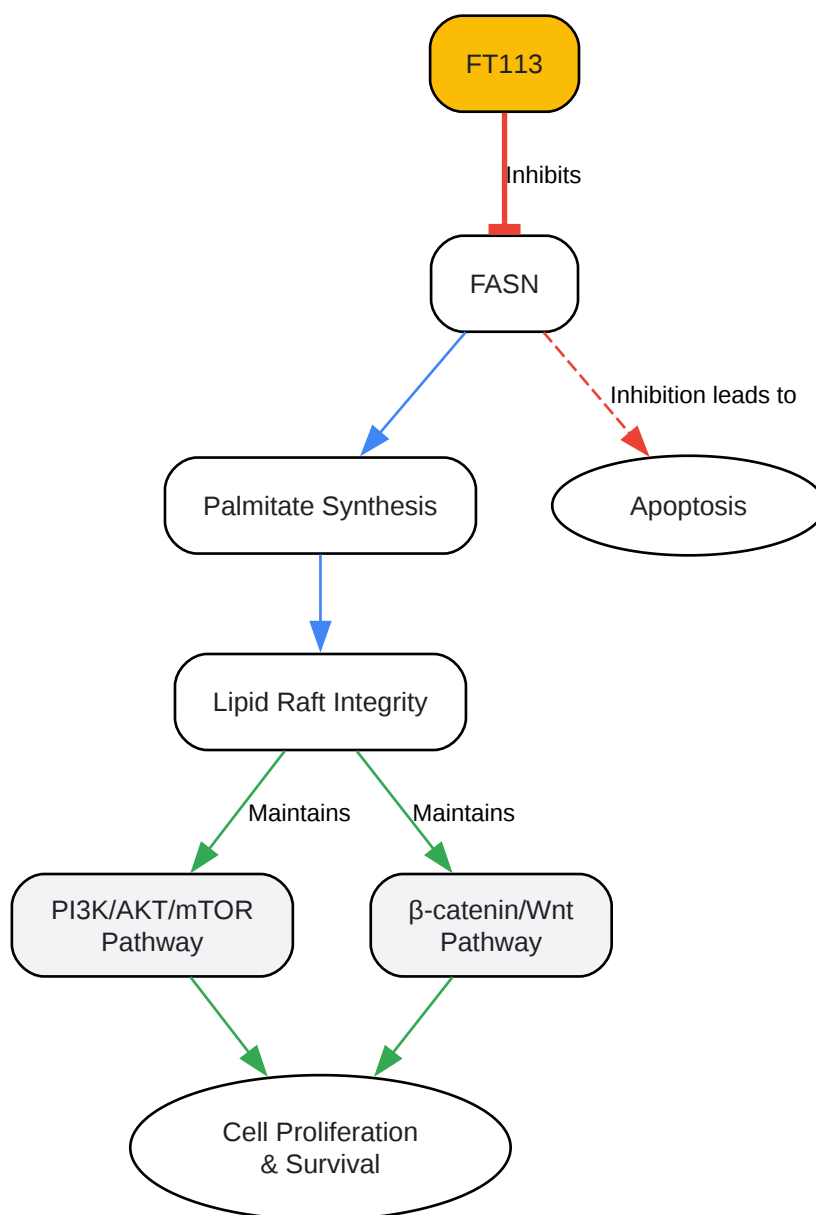 FT113
Inhibits
FASN
Inhibition leads to
Palmitate Synthesis
Apoptosis
Lipid Raft Integrity
Maintains
Maintains
PI3K/AKT/mTOR
Pathway
β-catenin/Wnt
Pathway
Cell Proliferation
& Survival